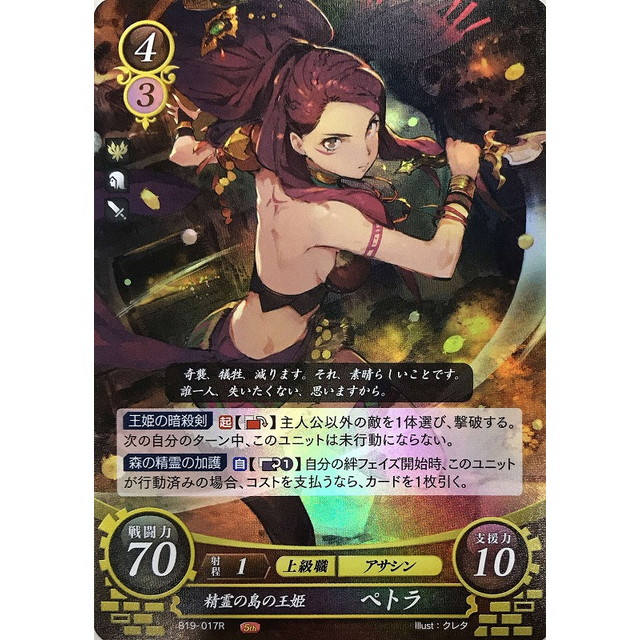 4
3
奇襲、犠牲、減ります。それ、素晴らしいことです。
誰一人、失いたくない、思いますから。
王姫の暗殺剣 起【 】主人公以外の敵を1体選び、撃破する。
次の自分のターン中、このユニットは未行動にならない。
森の精霊の加護 自【 1】自分の絆フェイズ開始時、このユニット
が行動済みの場合、コストを支払うなら、カードを1枚引く。
戦闘力
70
射程 1 上級職 アサシン
支援力
10
精霊の島の王姫 ペトラ
B19-017R 5th Illust:クレタ